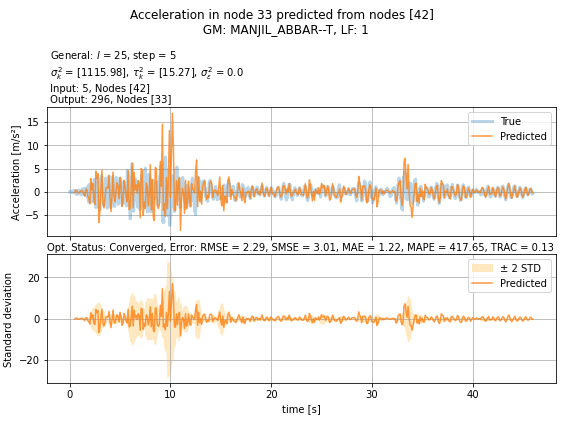 Acceleration in node 33 predicted from nodes [42]
GM: MANJIL_ABBAR--T, LF: 1
General: l = 25, step = 5
σ²ₖ = [1115.98], τ²ₖ = [15.27], σ²_ε = 0.0
Input: 5, Nodes [42]
Output: 296, Nodes [33]
Acceleration [m/s²]
15
10
5
0
−5
True
Predicted
Opt. Status: Converged, Error: RMSE = 2.29, SMSE = 3.01, MAE = 1.22, MAPE = 417.65, TRAC = 0.13
Standard deviation
20
0
−20
± 2 STD
Predicted
0 10 20 30 40
time [s]